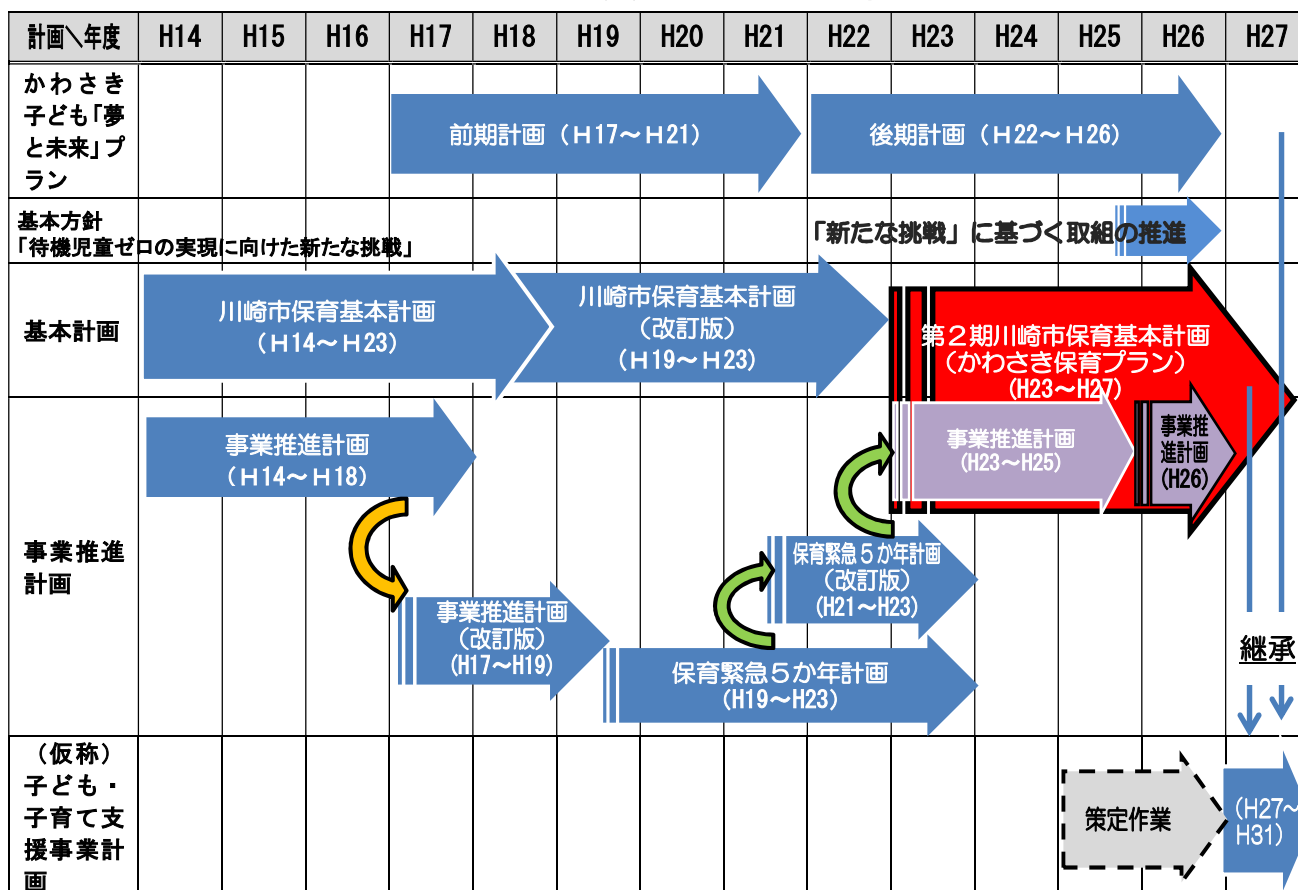 計画＼年度 H14 H15 H16 H17 H18 H19 H20 H21 H22 H23 H24 H25 H26 H27
かわさき
子ども「夢
と未来」プ
ラン
前期計画（Ｈ17～Ｈ21）
後期計画（Ｈ22～Ｈ26）
基本方針
「待機児童ゼロの実現に向けた新たな挑戦」
「新たな挑戦」に基づく取組の推進
基本計画
川崎市保育基本計画
（Ｈ14～Ｈ23）
川崎市保育基本計画
（改訂版）
（Ｈ19～Ｈ23）
第２期川崎市保育基本計画
（かわさき保育プラン）
(H23～H27)
事業推進
計画
事業推進計画
（Ｈ14～Ｈ18）
事業推進計画
(H23～H25)
事業推
進計画
(H26)
保育緊急５か年計画
（改訂版）
(H21～H23)
事業推進計画
（改訂版）
(H17～H19)
保育緊急５か年計画
(H19～H23)
継承
（仮称）
子ども・
子育て支
援事業計
画
策定作業
(H27～
H31)